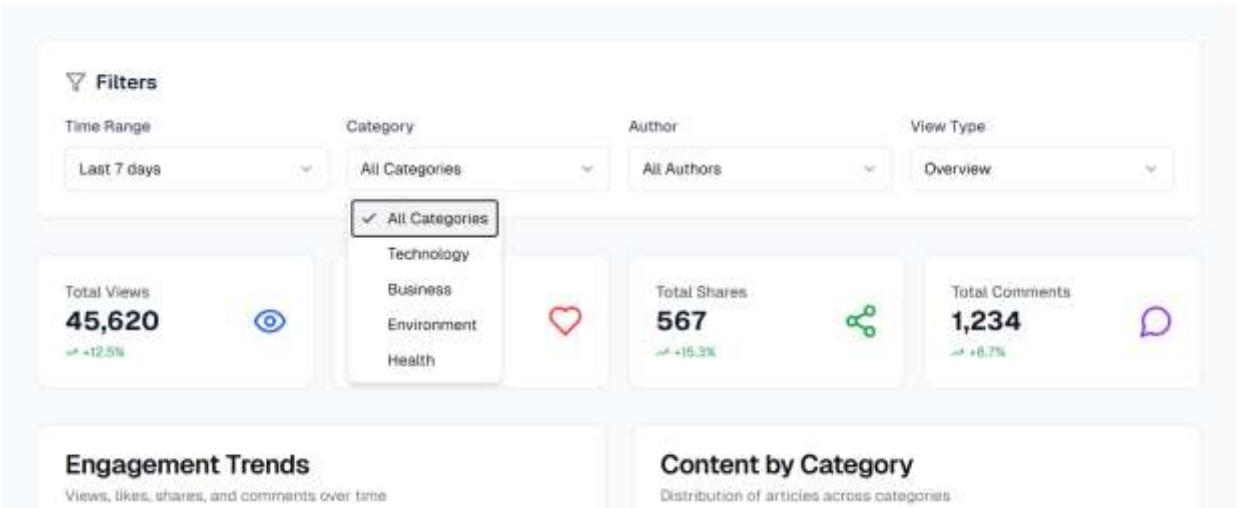 Filters
Time Range
Category
Author
View Type
Last 7 days
All Categories
All Authors
Overview
All Categories
Technology
Business
Environment
Health
Total Views
45,620
+12.5%
Total Shares
567
+15.3%
Total Comments
1,234
+6.7%
Engagement Trends
Views, likes, shares, and comments over time
Content by Category
Distribution of articles across categories